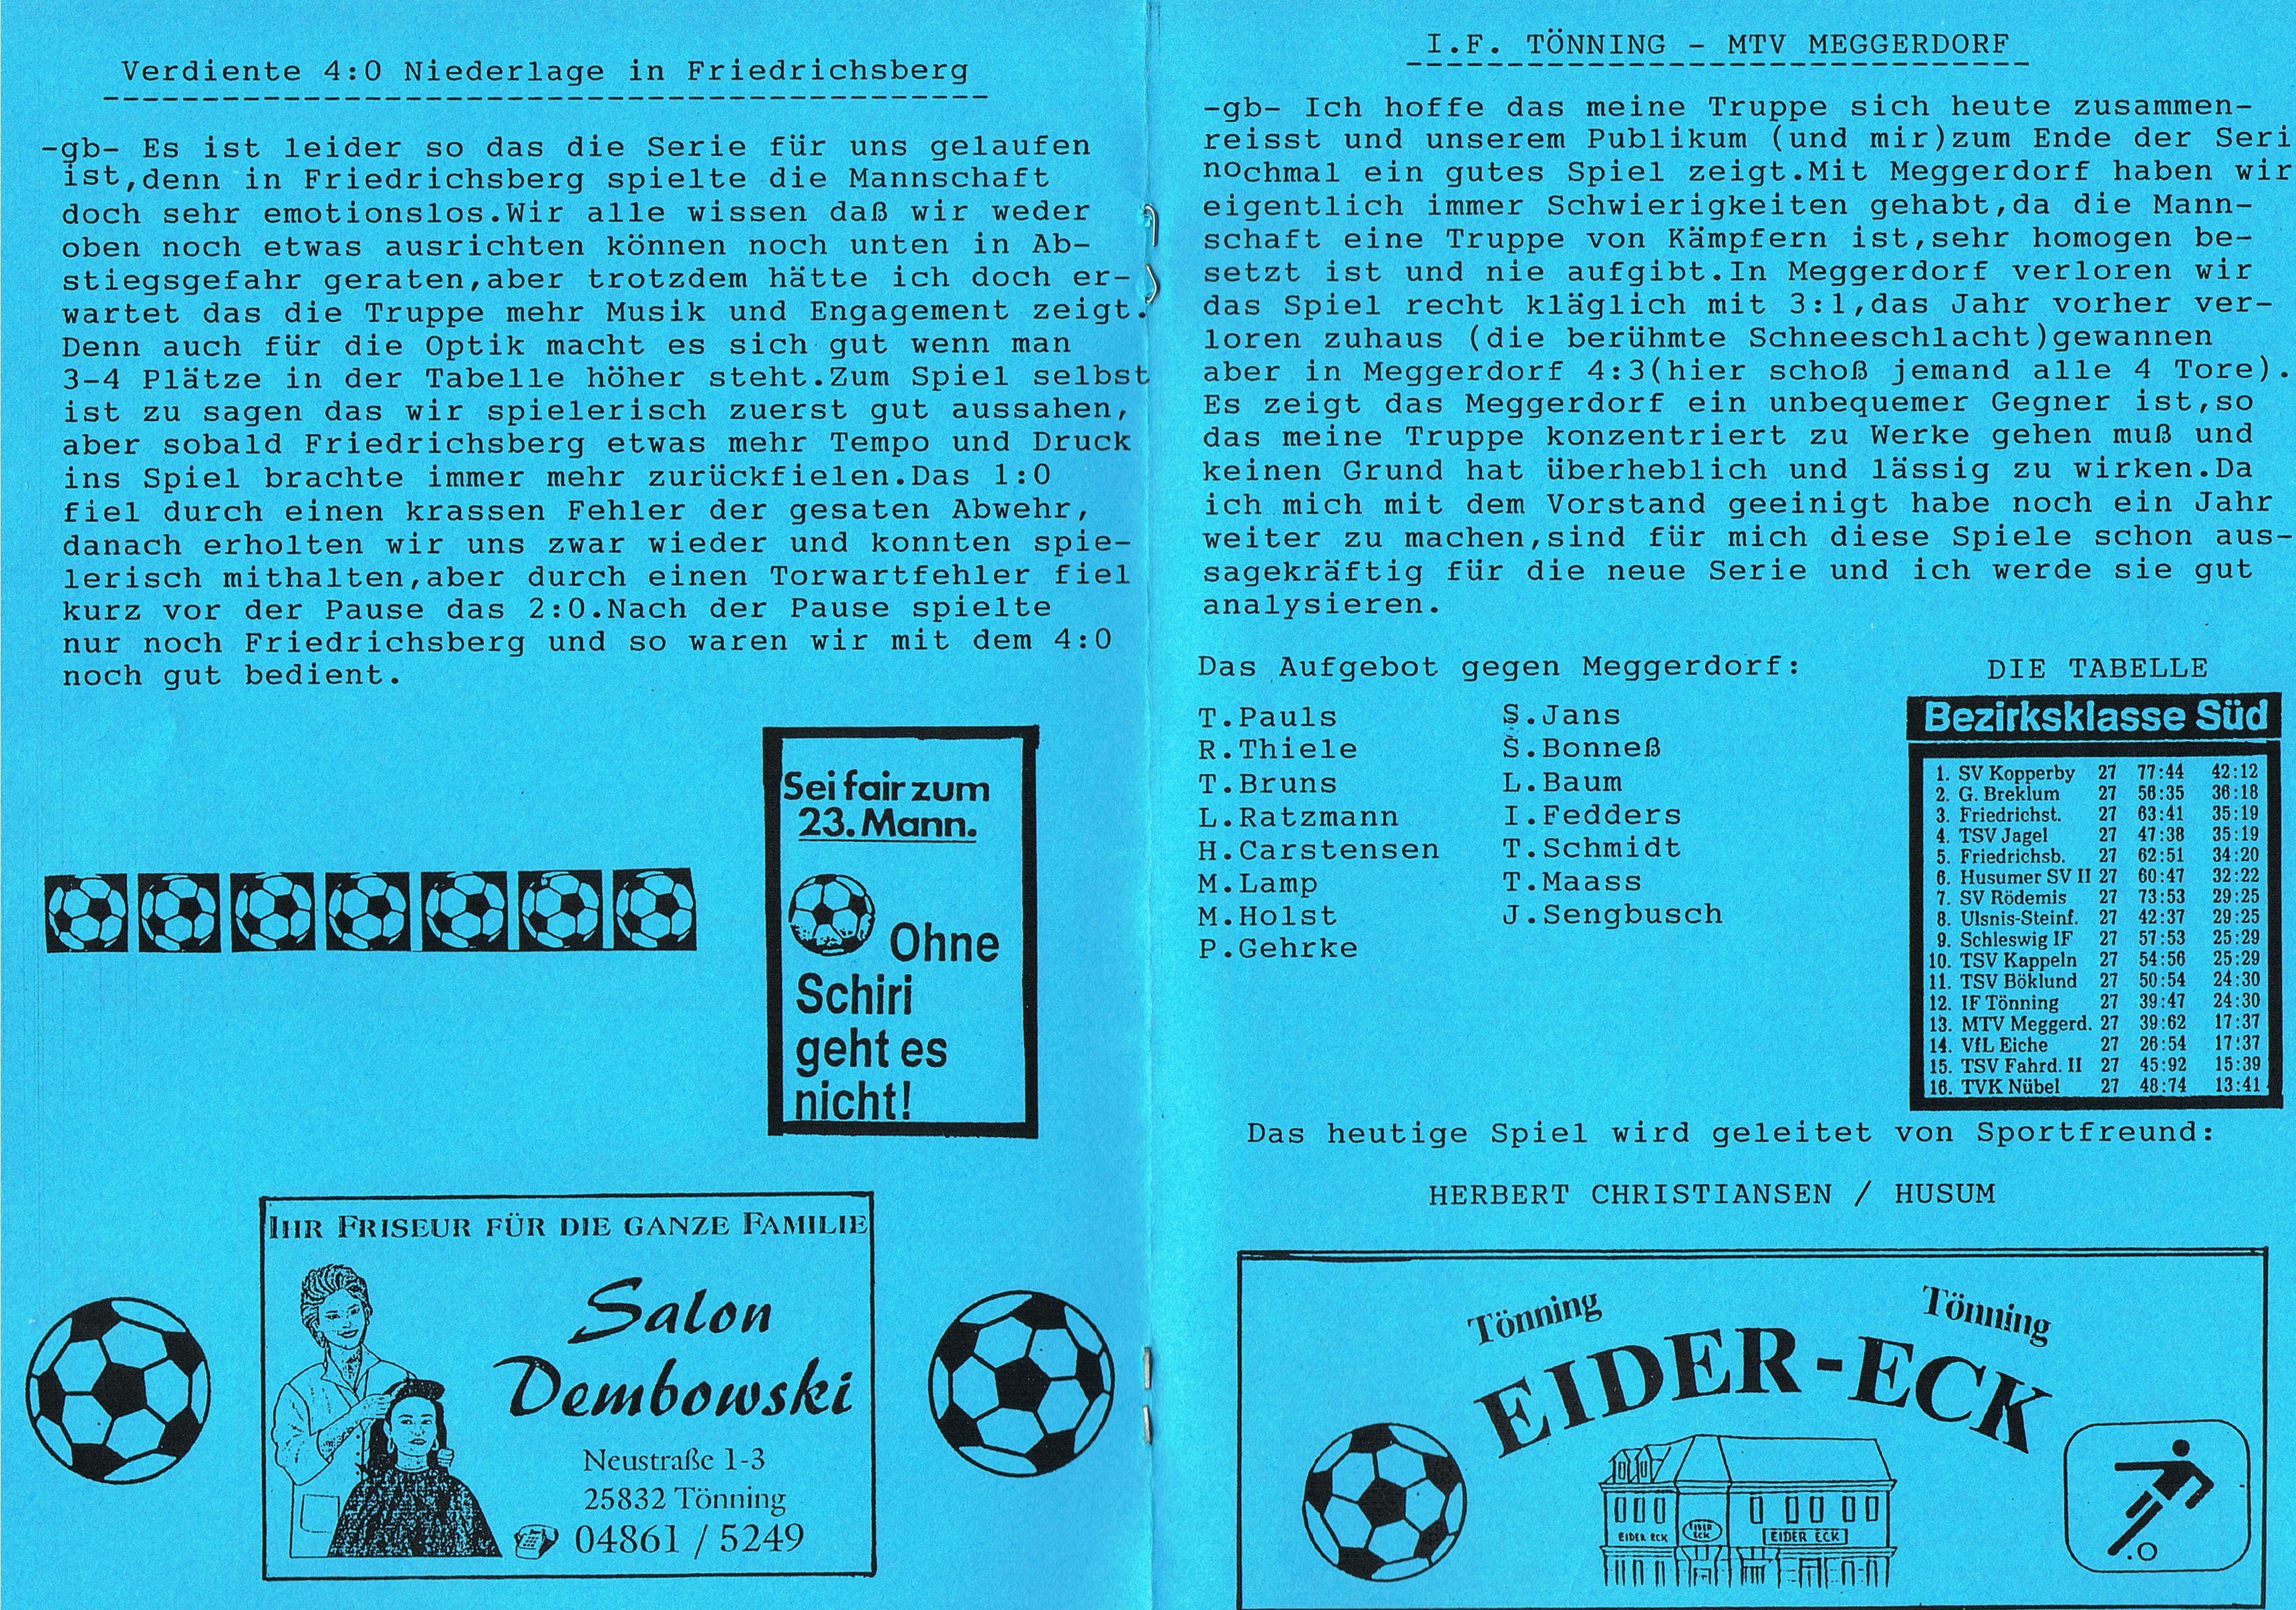 Verdiente 4:0 Niederlage in Friedrichsberg
-gb- Es ist leider so das die Serie für uns gelaufen
ist,denn in Friedrichsberg spielte die Mannschaft
doch sehr emotionslos.Wir alle wissen daß wir weder
oben noch etwas ausrichten können noch unten in Ab-
stiegsgefahr geraten,aber trotzdem hätte ich doch er-
wartet das die Truppe mehr Musik und Engagement zeigt.
Denn auch für die Optik macht es sich gut wenn man
3-4 Plätze in der Tabelle höher steht.Zum Spiel selbst
ist zu sagen das wir spielerisch zuerst gut aussahen,
aber sobald Friedrichsberg etwas mehr Tempo und Druck
ins Spiel brachte immer mehr zurückfielen.Das 1:0
fiel durch einen krassen Fehler der gesaten Abwehr,
danach erholten wir uns zwar wieder und konnten spie-
lerisch mithalten,aber durch einen Torwartfehler fiel
kurz vor der Pause das 2:0.Nach der Pause spielte
nur noch Friedrichsberg und so waren wir mit dem 4:0
noch gut bedient.
Sei fair zum
23. Mann.
Ohne
Schiri
geht es
nicht!
IHR FRISEUR FÜR DIE GANZE FAMILIE
Salon
Dembowski
Neustraße 1-3
25832 Tönning
04861 / 5249
I.F. TÖNNING - MTV MEGGERDORF
-gb- Ich hoffe das meine Truppe sich heute zusammen-
reisst und unserem Publikum (und mir)zum Ende der Seri
nochmal ein gutes Spiel zeigt.Mit Meggerdorf haben wir
eigentlich immer Schwierigkeiten gehabt,da die Mann-
schaft eine Truppe von Kämpfern ist,sehr homogen be-
setzt ist und nie aufgibt.In Meggerdorf verloren wir
das Spiel recht kläglich mit 3:1,das Jahr vorher ver-
loren zuhaus (die berühmte Schneeschlacht)gewannen
aber in Meggerdorf 4:3(hier schoß jemand alle 4 Tore).
Es zeigt das Meggerdorf ein unbequemer Gegner ist,so
das meine Truppe konzentriert zu Werke gehen muß und
keinen Grund hat überheblich und lässig zu wirken.Da
ich mich mit dem Vorstand geeinigt habe noch ein Jahr
weiter zu machen,sind für mich diese Spiele schon aus-
sagekräftig für die neue Serie und ich werde sie gut
analysieren.
Das Aufgebot gegen Meggerdorf:
T.Pauls
R.Thiele
T.Bruns
L.Ratzmann
H.Carstensen
M.Lamp
M.Holst
P.Gehrke
S.Jans
S.Bonneß
L.Baum
I.Fedders
T.Schmidt
T.Maass
J.Sengbusch
DIE TABELLE
Bezirksklasse Süd
1. SV Kopperby 27 77:44 42:12
2. G. Breklum 27 56:35 36:18
3. Friedrichst. 27 63:41 35:19
4. TSV Jagel 27 47:38 35:19
5. Friedrichsb. 27 62:51 34:20
6. Husumer SV II 27 60:47 32:22
7. SV Rödemis 27 73:53 29:25
8. Ulsnis-Steinf. 27 42:37 29:25
9. Schleswig IF 27 57:53 25:29
10. TSV Kappeln 27 54:56 25:29
11. TSV Böklund 27 50:54 24:30
12. IF Tönning 27 39:47 24:30
13. MTV Meggerd. 27 39:62 17:37
14. VfL Eiche 27 26:54 17:37
15. TSV Fahrd. II 27 45:92 15:39
16. TVK Nübel 27 48:74 13:41
Das heutige Spiel wird geleitet von Sportfreund:
HERBERT CHRISTIANSEN / HUSUM
Tönning Tönning
EIDER-ECK
EIDER ECK
EIDER ECK
EIDER ECK